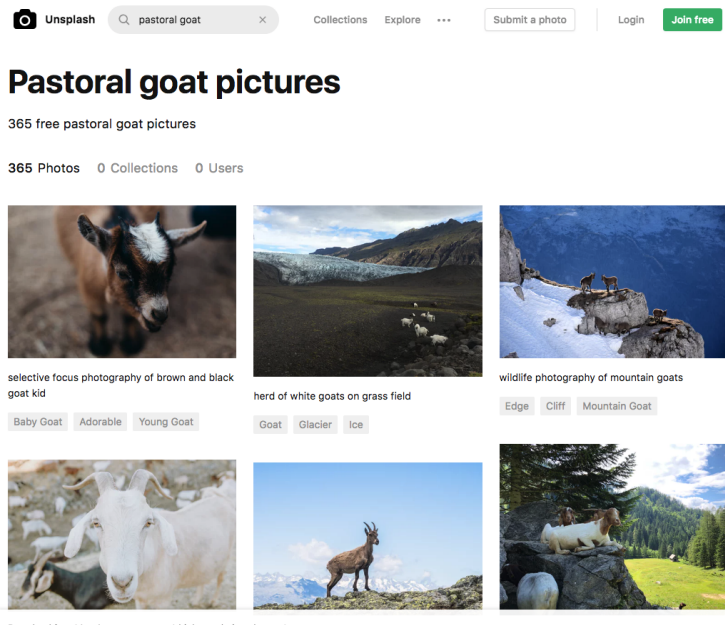 Unsplash
pastoral goat
Collections Explore
Submit a photo
Login
Join free
Pastoral goat pictures
365 free pastoral goat pictures
365 Photos 0 Collections 0 Users
selective focus photography of brown and black
goat kid
Baby Goat Adorable Young Goat
herd of white goats on grass field
Goat Glacier Ice
wildlife photography of mountain goats
Edge Cliff Mountain Goat